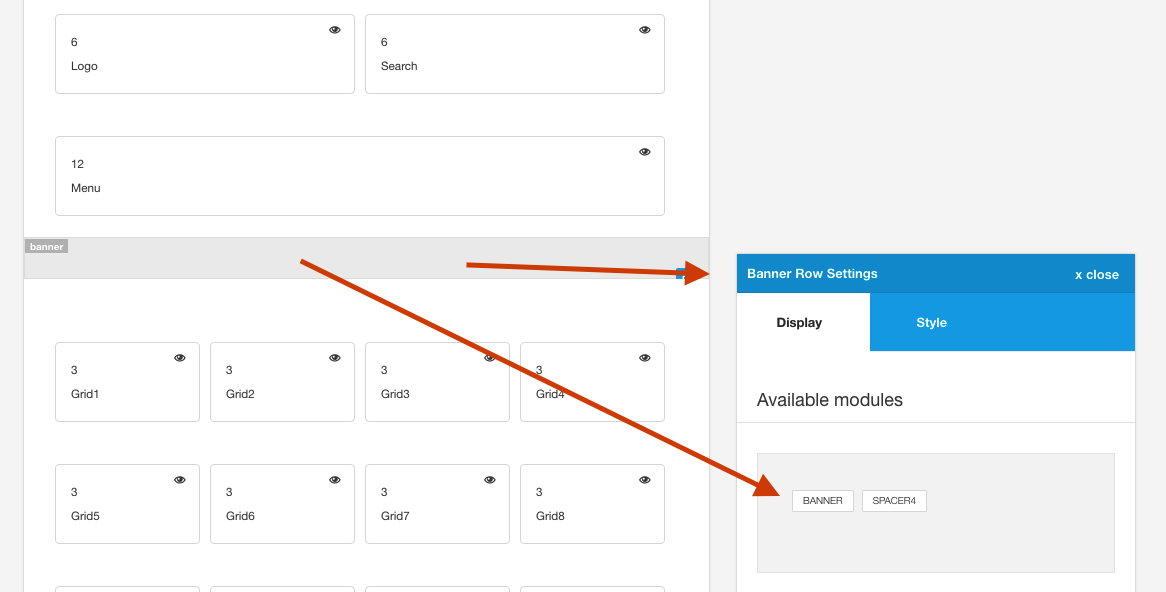 6
Logo
6
Search
12
Menu
banner
Banner Row Settings
x close
Display
Style
Available modules
BANNER
SPACER4
3
Grid1
3
Grid2
3
Grid3
3
Grid4
3
Grid5
3
Grid6
3
Grid7
3
Grid8